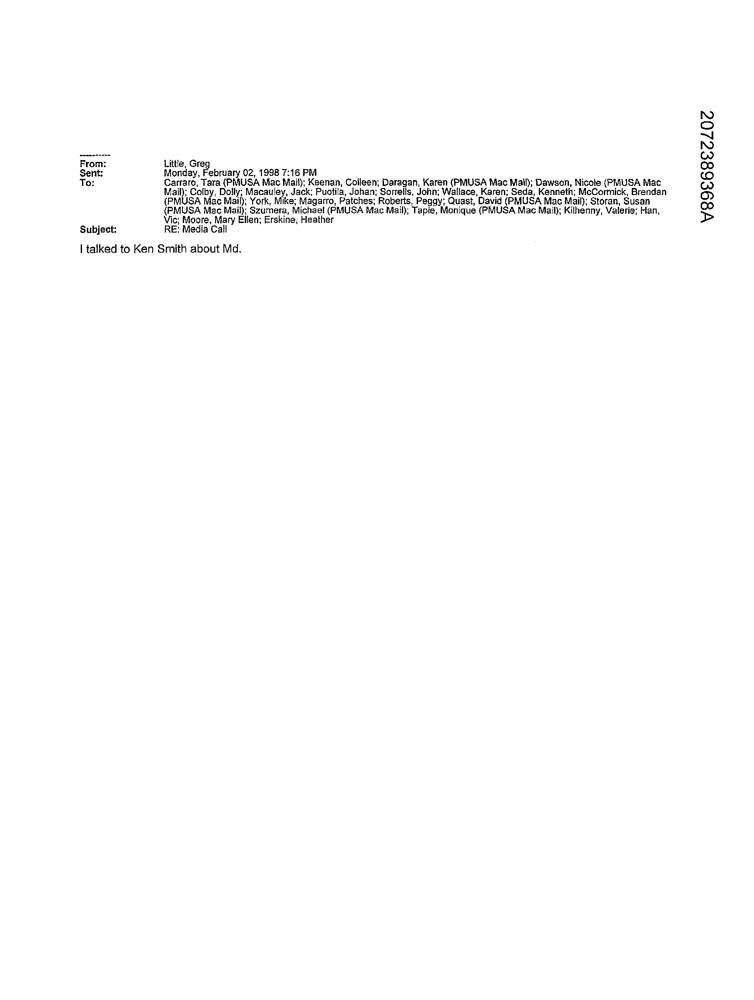 ----------
From: Little, Greg
Sent: Monday, February 02, 1998 7:16 PM
To: Carraro, Tara (PMUSA Mac Mail); Keenan, Colleen; Daragan, Karen (PMUSA Mac Mail); Dawson, Nicole (PMUSA Mac
Mail); Colby, Dolly; Macauley, Jack; Puotila, Johan; Sorrells, John; Wallace, Karen; Seda, Kenneth; McCormick, Brendan
(PMUSA Mac Mail); York, Mike; Magarro, Patches; Roberts, Peggy; Quast, David (PMUSA Mac Mail); Storan, Susan
(PMUSA Mac Mail); Szumera, Michael (PMUSA Mac Mail); Tapie, Monique (PMUSA Mac Mail); Kilhenny, Valerie; Han,
Vic; Moore, Mary Ellen; Erskine, Heather
Subject: RE: Media Call
I talked to Ken Smith about Md.
2072389368A